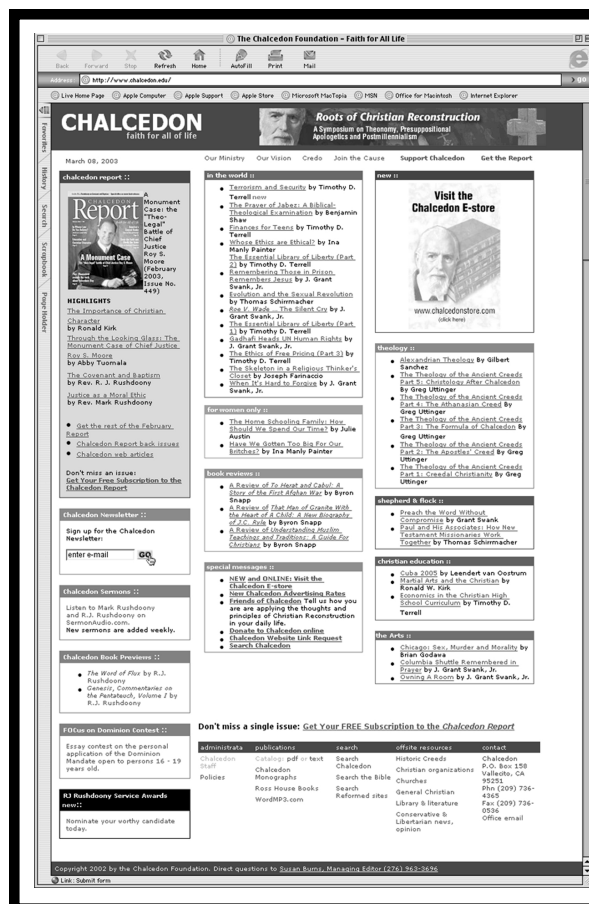 The Chalcedon Foundation - Faith for All Life
Back Forward Stop Refresh Home AutoFill Print Mail
Address: http://www.chalcedon.edu/ go
Live Home Page Apple Computer Apple Support Apple Store Microsoft MacTopia MSN Office for Macintosh Internet Explorer
Favorites
History
Search
Scrapbook
Page Holder
CHALCEDON
faith for all of life
Roots of Christian Reconstruction
A Symposium on Theonomy, Presuppositional
Apologetics and Postmillennialism
March 08, 2003
Our Ministry Our Vision Credo Join the Cause Support Chalcedon Get the Report
chalcedon report ::
Report
A Monument Case
A
Monument
Case: the
"Theo-
Legal"
Battle of
Chief
Justice
Roy S.
Moore
(February
2003,
Issue No.
449)
HIGHLIGHTS
The Importance of Christian
Character
by Ronald Kirk
Through the Looking Glass: The
Monument Case of Chief Justice
Roy S. Moore
by Abby Tuomala
The Covenant and Baptism
by Rev. R. J. Rushdoony
Justice as a Moral Ethic
by Rev. Mark Rushdoony
Get the rest of the February
Report
Chalcedon Report back issues
Chalcedon web articles
Don't miss an issue:
Get Your Free Subscription to the
Chalcedon Report
Chalcedon Newsletter ::
Sign up for the Chalcedon
Newsletter:
enter e-mail GO
Chalcedon Sermons ::
Listen to Mark Rushdoony
and R.J. Rushdoony on
SermonAudio.com.
New sermons are added weekly.
Chalcedon Book Previews ::
The Word of Flux by R.J.
Rushdoony
Genesis, Commentaries on
the Pentateuch, Volume I by
R.J. Rushdoony
FOCus on Dominion Contest ::
Essay contest on the personal
application of the Dominion
Mandate open to persons 16 - 19
years old.
RJ Rushdoony Service Awards
new::
Nominate your worthy candidate
today.
in the world ::
Terrorism and Security by Timothy D.
Terrell new
The Prayer of Jabez: A Biblical-
Theological Examination by Benjamin
Shaw
Finances for Teens by Timothy D.
Terrell
Whose Ethics are Ethical? by Ina
Manly Painter
The Essential Library of Liberty (Part
2) by Timothy D. Terrell
Remembering Those in Prison
Remembers Jesus by J. Grant
Swank, Jr.
Evolution and the Sexual Revolution
by Thomas Schirrmacher
Roe V. Wade ... The Silent Cry by J.
Grant Swank, Jr.
The Essential Library of Liberty (Part
1) by Timothy D. Terrell
Gadhafi Heads UN Human Rights by
J. Grant Swank, Jr.
The Ethics of Free Pricing (Part 3) by
Timothy D. Terrell
The Skeleton in a Religious Thinker's
Closet by Joseph Farinaccio
When It's Hard to Forgive by J. Grant
Swank, Jr.
for women only ::
The Home Schooling Family: How
Should We Spend Our Time? by Julie
Austin
Have We Gotten Too Big For Our
Britches? by Ina Manly Painter
book reviews ::
A Review of To Herat and Cabul: A
Story of the First Afghan War by Byron
Snapp
A Review of That Man of Granite With
the Heart of A Child: A New Biography
of J.C. Ryle by Byron Snapp
A Review of Understanding Muslim
Teachings and Traditions: A Guide For
Christians by Byron Snapp
special messages ::
NEW and ONLINE: Visit the
Chalcedon E-store
New Chalcedon Advertising Rates
Friends of Chalcedon Tell us how you
are are applying the thoughts and
principles of Christian Reconstruction
in your daily life.
Donate to Chalcedon online
Chalcedon Website Link Request
Search Chalcedon
new ::
Visit the
Chalcedon E-store
www.chalcedonstore.com
(click here)
theology ::
Alexandrian Theology By Gilbert
Sanchez
The Theology of the Ancient Creeds
Part 5: Christology After Chalcedon
By Greg Uttinger
The Theology of the Ancient Creeds
Part 4: The Athanasian Creed By Greg
Uttinger
The Theology of the Ancient Creeds
Part 3: The Formula of Chalcedon By
Greg Uttinger
The Theology of the Ancient Creeds
Part 2: The Apostles' Creed By Greg
Uttinger
The Theology of the Ancient Creeds
Part 1: Creedal Christianity By Greg
Uttinger
shepherd & flock ::
Preach the Word Without
Compromise by Grant Swank
Paul and His Associates: How New
Testament Missionaries Work
Together by Thomas Schirrmacher
christian education ::
Cuba 2005 by Leendert van Oostrum
Martial Arts and the Christian by
Ronald W. Kirk
Economics in the Christian High
School Curriculum by Timothy D.
Terrell
the Arts ::
Chicago: Sex, Murder and Morality by
Brian Godawa
Columbia Shuttle Remembered in
Prayer by J. Grant Swank, Jr.
Owning A Room by J. Grant Swank, Jr.
Don't miss a single issue: Get Your FREE Subscription to the Chalcedon Report
administrata publications search offsite resources contact
Chalcedon
Staff
Policies
Catalog: pdf or text
Chalcedon
Monographs
Ross House Books
WordMP3.com
Search
Chalcedon
Search the Bible
Search
Reformed sites
Historic Creeds
Christian organizations
Churches
General Christian
Library & literature
Conservative &
Libertarian news,
opinion
Chalcedon
P.O. Box 158
Vallecito, CA
95251
Phn (209) 736-
4365
Fax (209) 736-
0536
Office email
Copyright 2002 by the Chalcedon Foundation. Direct questions to Susan Burns, Managing Editor (276) 963-3696
Link: Submit form